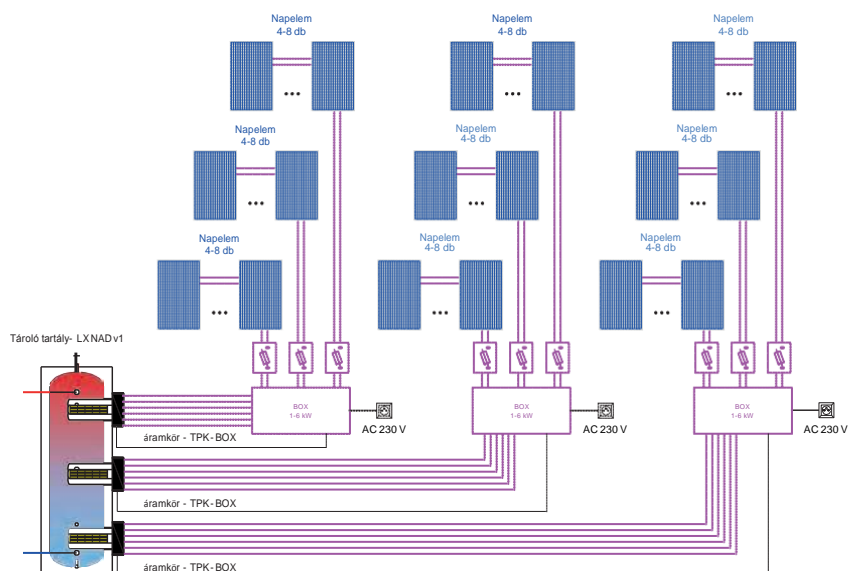 Napelem
4-8 db
Napelem
4-8 db
Napelem
4-8 db
Napelem
4-8 db
Napelem
4-8 db
Napelem
4-8 db
Napelem
4-8 db
Napelem
4-8 db
Napelem
4-8 db
Tároló tartály- LXNAD v1
BOX
1-6 kW
AC 230 V
BOX
1-6 kW
AC 230 V
BOX
1-6 kW
AC 230 V
áramkör - TPK-BOX
áramkör - TPK-BOX
áramkör - TPK-BOX